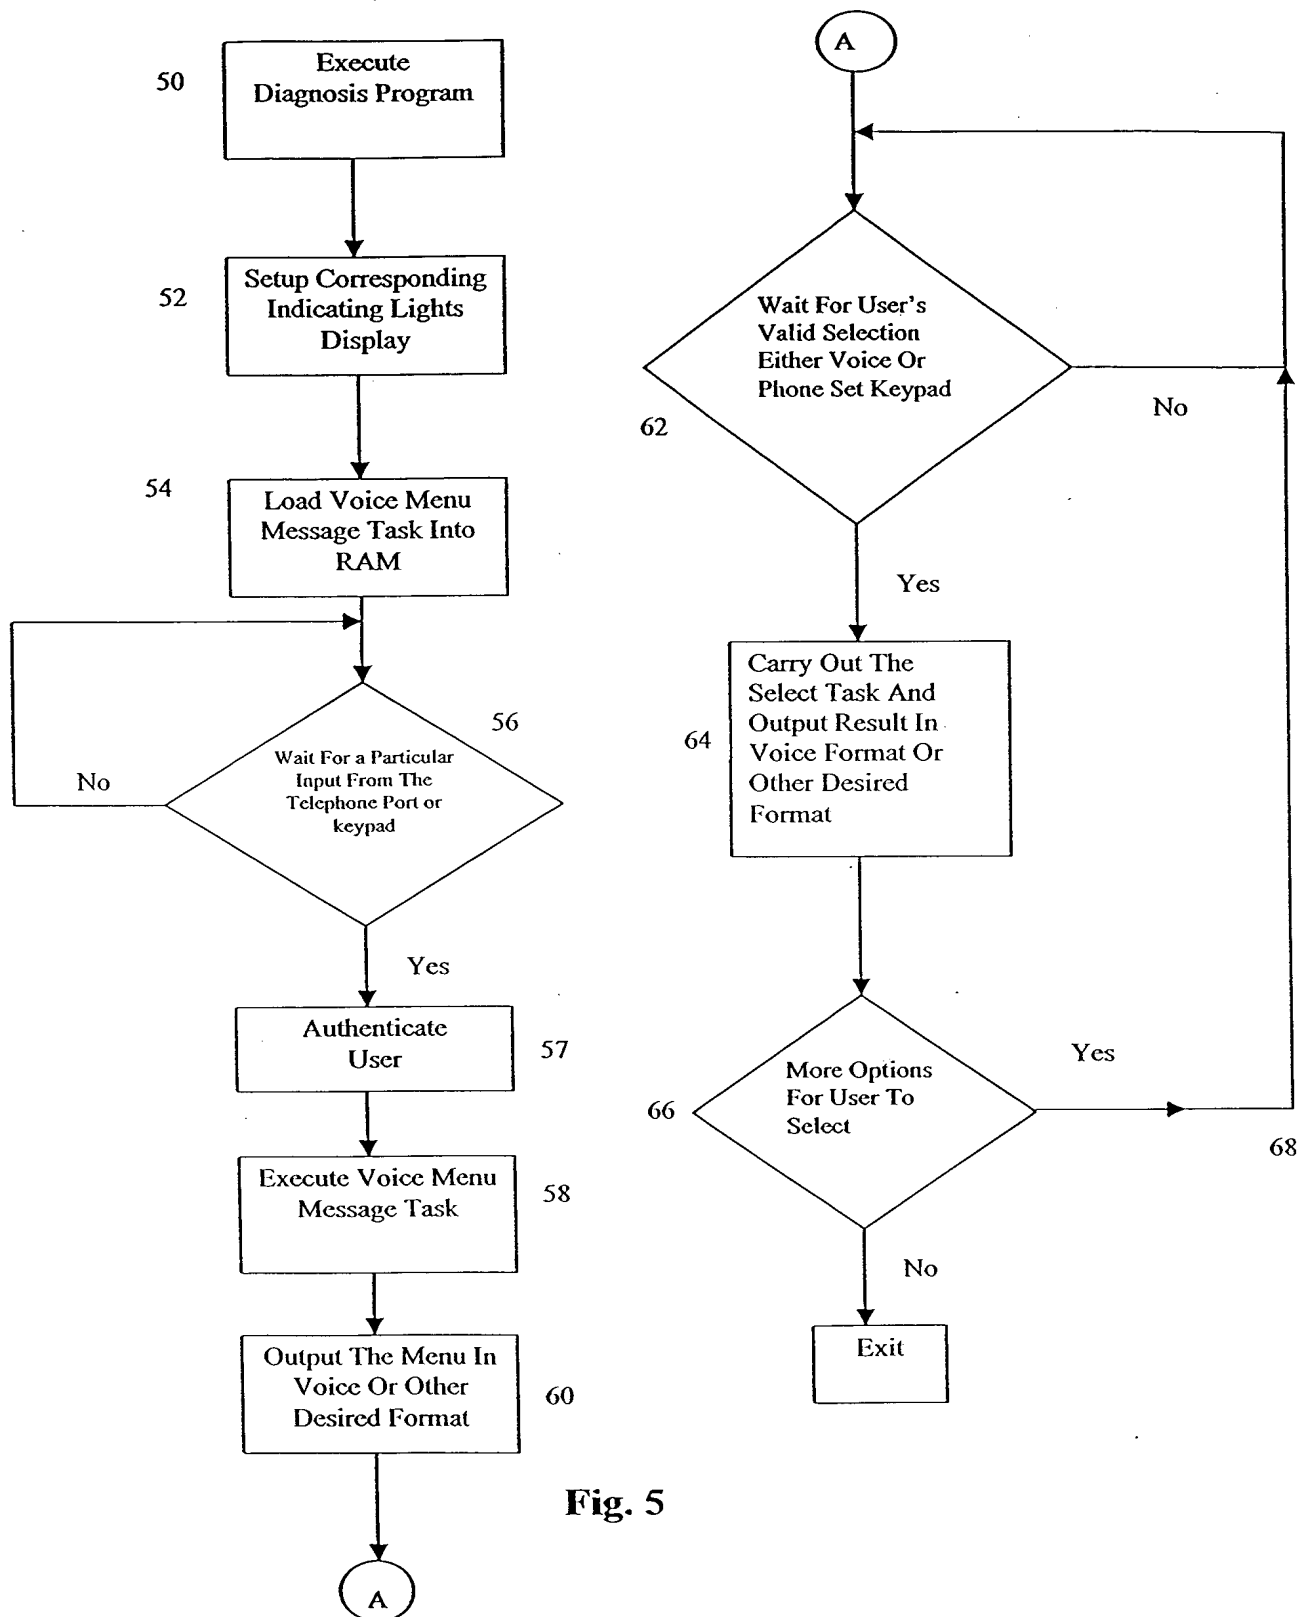 50
Execute
Diagnosis Program
52
Setup Corresponding
Indicating Lights
Display
54
Load Voice Menu
Message Task Into
RAM
56
Wait For a Particular
Input From The
Telephone Port or
keypad
No
Yes
Authenticate
User
57
Execute Voice Menu
Message Task
58
Output The Menu In
Voice Or Other
Desired Format
60
A
A
Wait For User's
Valid Selection
Either Voice Or
Phone Set Keypad
62
No
Yes
Carry Out The
Select Task And
Output Result In
Voice Format Or
Other Desired
Format
64
More Options
For User To
Select
66
Yes
68
No
Exit
Fig. 5